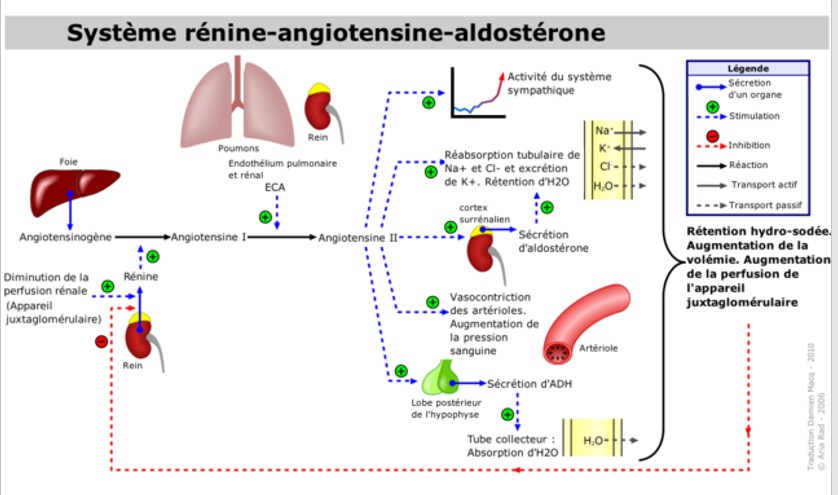 Système rénine-angiotensine-aldostérone
Foie
Poumons
Rein
Endothélium pulmonaire
et rénal
ECA
Angiotensinogène
Angiotensine I
Angiotensine II
Diminution de la
perfusion rénale
(Appareil
juxtaglomérulaire)
Rénine
Rein
Activité du système
sympathique
Réabsorption tubulaire de
Na+ et Cl- et excrétion
de K+. Rétention d'H2O
Na+
K+
Cl-
H2O
cortex
surrénalien
Sécrétion
d'aldostérone
Vasocontriction
des artérioles.
Augmentation de
la pression
sanguine
Artériole
Lobe postérieur
de l'hypophyse
Sécrétion d'ADH
Tube collecteur :
Absorption d'H2O
H2O
Légende
Sécrétion
d'un organe
Stimulation
Inhibition
Réaction
Transport actif
Transport passif
Rétention hydro-sodée.
Augmentation de la
volémie. Augmentation
de la perfusion de
l'appareil
juxtaglomérulaire
Traduction Damien Macq - 2010
© Aria Rad - 2006